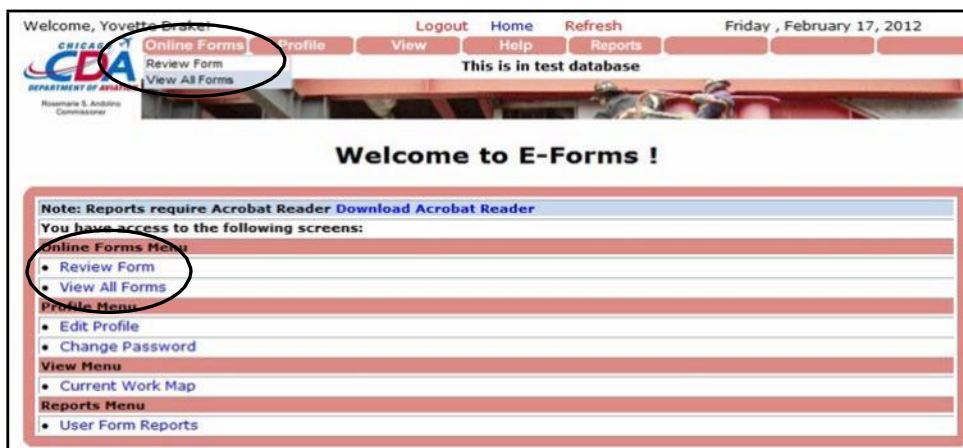 Welcome, Yovette Drake! Logout Home Refresh Friday , February 17, 2012
CHICAGO
CDA
DEPARTMENT OF AVIATION
Rosemarie S. Andolino
Commissioner
Online Forms Profile View Help Reports
Review Form
View All Forms
This is in test database
Welcome to E-Forms !
Note: Reports require Acrobat Reader Download Acrobat Reader
You have access to the following screens:
Online Forms Menu
• Review Form
• View All Forms
Profile Menu
• Edit Profile
• Change Password
View Menu
• Current Work Map
Reports Menu
• User Form Reports